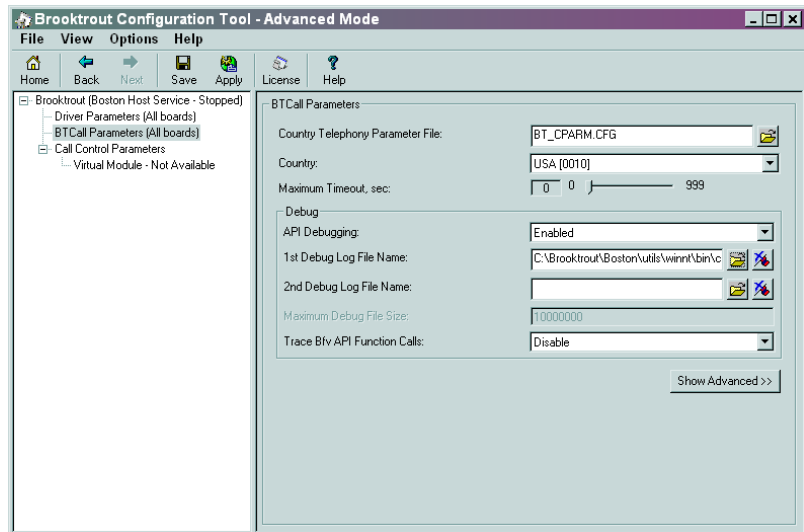 Brooktrout Configuration Tool - Advanced Mode
File View Options Help
Home Back Next Save Apply License Help
Brooktrout (Boston Host Service - Stopped)
Driver Parameters (All boards)
BTCall Parameters (All boards)
Call Control Parameters
Virtual Module - Not Available
BTCall Parameters
Country Telephony Parameter File: BT_CPARM.CFG
Country: USA [0010]
Maximum Timeout, sec: 0 0 999
Debug
API Debugging: Enabled
1st Debug Log File Name: C:\Brooktrout\Boston\utils\winnt\bin\c
2nd Debug Log File Name:
Maximum Debug File Size: 10000000
Trace Bfv API Function Calls: Disable
Show Advanced >>